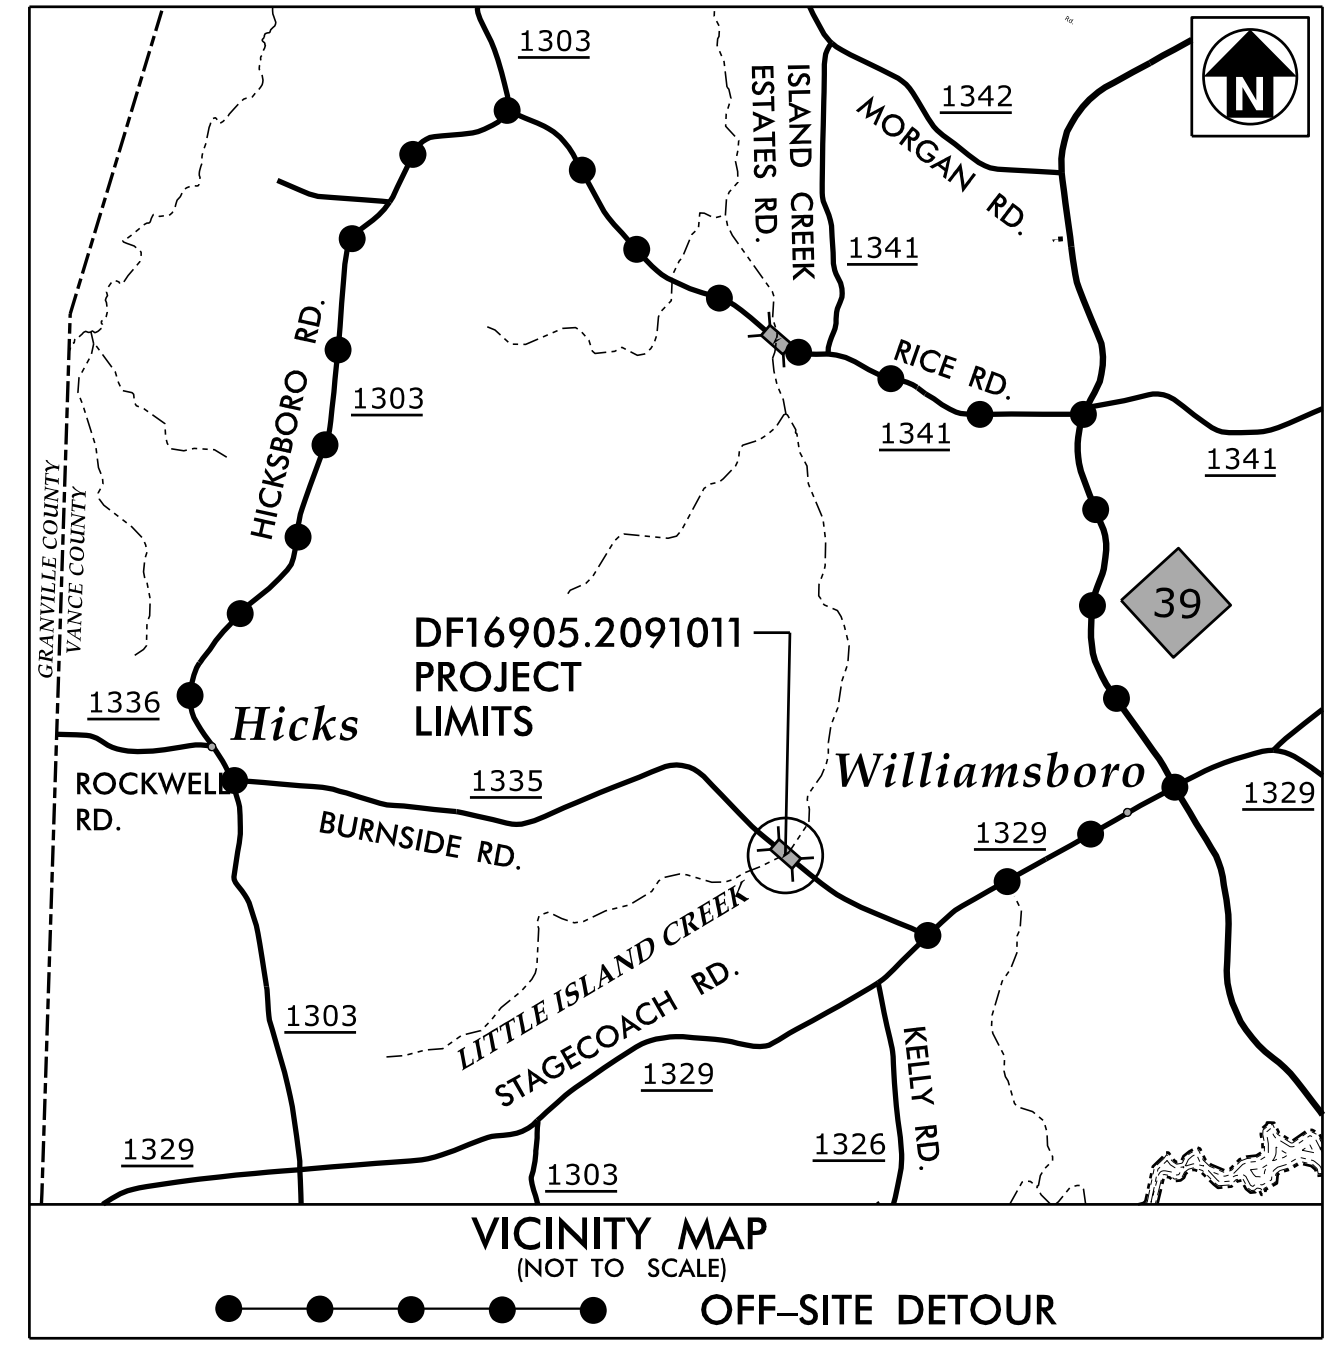 1303
Rd.
N
1342
ISLAND CREEK
ESTATES RD.
MORGAN RD.
1341
HICKSBORO RD.
1303
RICE RD.
1341
1341
GRANVILLE COUNTY
VANCE COUNTY
39
DF16905.2091011
PROJECT
LIMITS
1336
Hicks
ROCKWELL
RD.
1335
BURNSIDE RD.
Williamsboro
1329
1329
LITTLE ISLAND CREEK
STAGECOACH RD.
1303
1329
KELLY RD.
1326
1329
1303
VICINITY MAP
(NOT TO SCALE)
OFF–SITE DETOUR